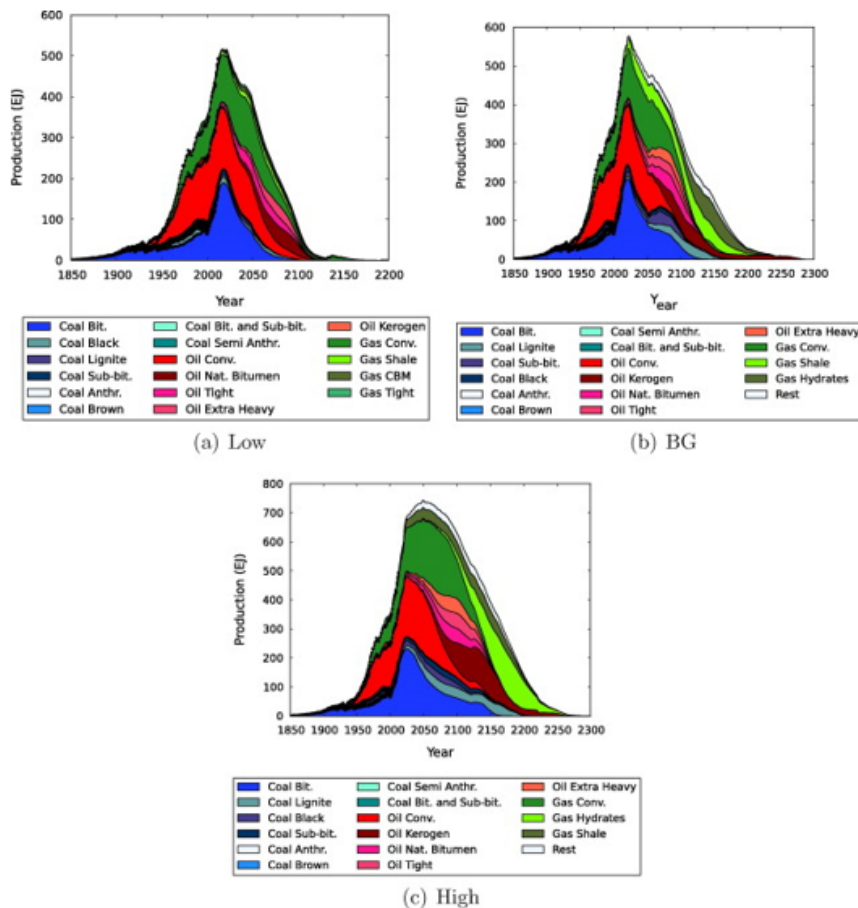 600
500
400
300
200
100
0
Production (EJ)
1850 1900 1950 2000 2050 2100 2150 2200
Year
Coal Bit. Coal Bit. and Sub-bit. Oil Kerogen
Coal Black Coal Semi Anthr. Gas Conv.
Coal Lignite Oil Conv. Gas Shale
Coal Sub-bit. Oil Nat. Bitumen Gas CBM
Coal Anthr. Oil Tight Gas Tight
Coal Brown Oil Extra Heavy
(a) Low
600
500
400
300
200
100
0
Production (EJ)
1850 1900 1950 2000 2050 2100 2150 2200 2250 2300
Year
Coal Bit. Coal Semi Anthr. Oil Extra Heavy
Coal Lignite Coal Bit. and Sub-bit. Gas Conv.
Coal Sub-bit. Oil Conv. Gas Shale
Coal Black Oil Kerogen Gas Hydrates
Coal Anthr. Oil Nat. Bitumen Rest
Coal Brown Oil Tight
(b) BG
800
700
600
500
400
300
200
100
0
Production (EJ)
1850 1900 1950 2000 2050 2100 2150 2200 2250 2300
Year
Coal Bit. Coal Semi Anthr. Oil Extra Heavy
Coal Lignite Coal Bit. and Sub-bit. Gas Conv.
Coal Black Oil Conv. Gas Hydrates
Coal Sub-bit. Oil Kerogen Gas Shale
Coal Anthr. Oil Nat. Bitumen Rest
Coal Brown Oil Tight
(c) High